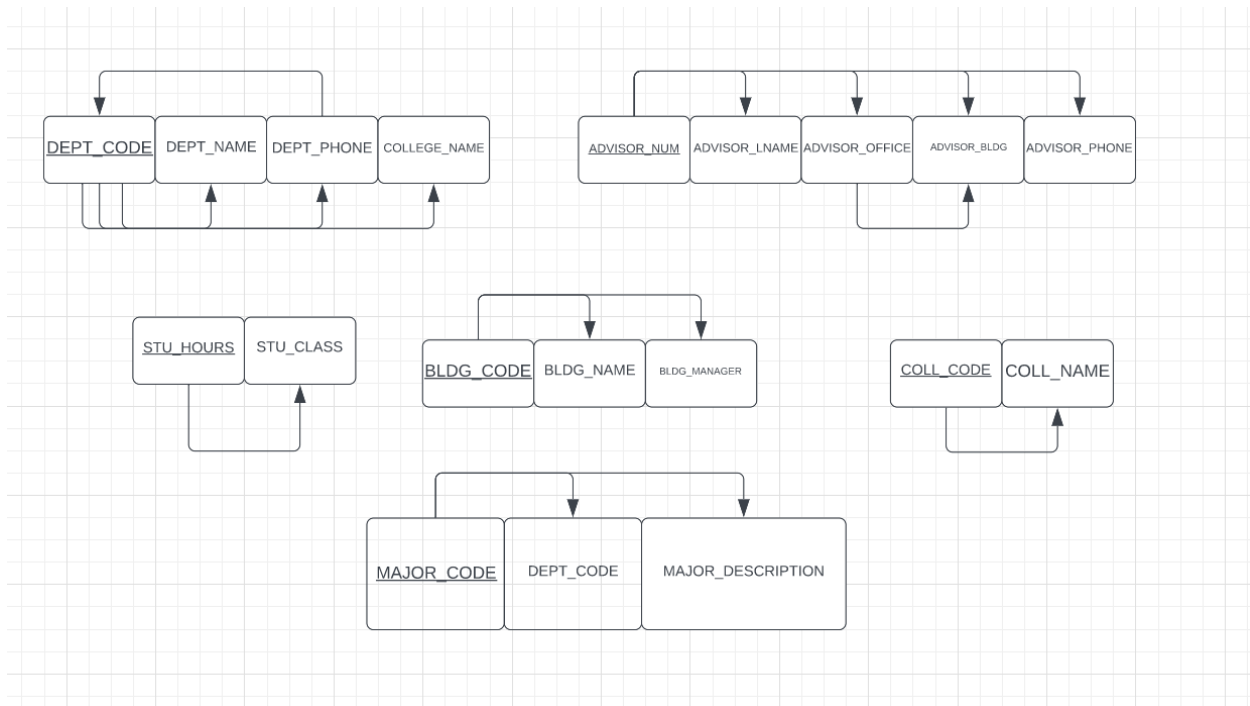 DEPT_CODE DEPT_NAME DEPT_PHONE COLLEGE_NAME
ADVISOR_NUM ADVISOR_LNAME ADVISOR_OFFICE ADVISOR_BLDG ADVISOR_PHONE
STU_HOURS STU_CLASS
BLDG_CODE BLDG_NAME BLDG_MANAGER
COLL_CODE COLL_NAME
MAJOR_CODE DEPT_CODE MAJOR_DESCRIPTION